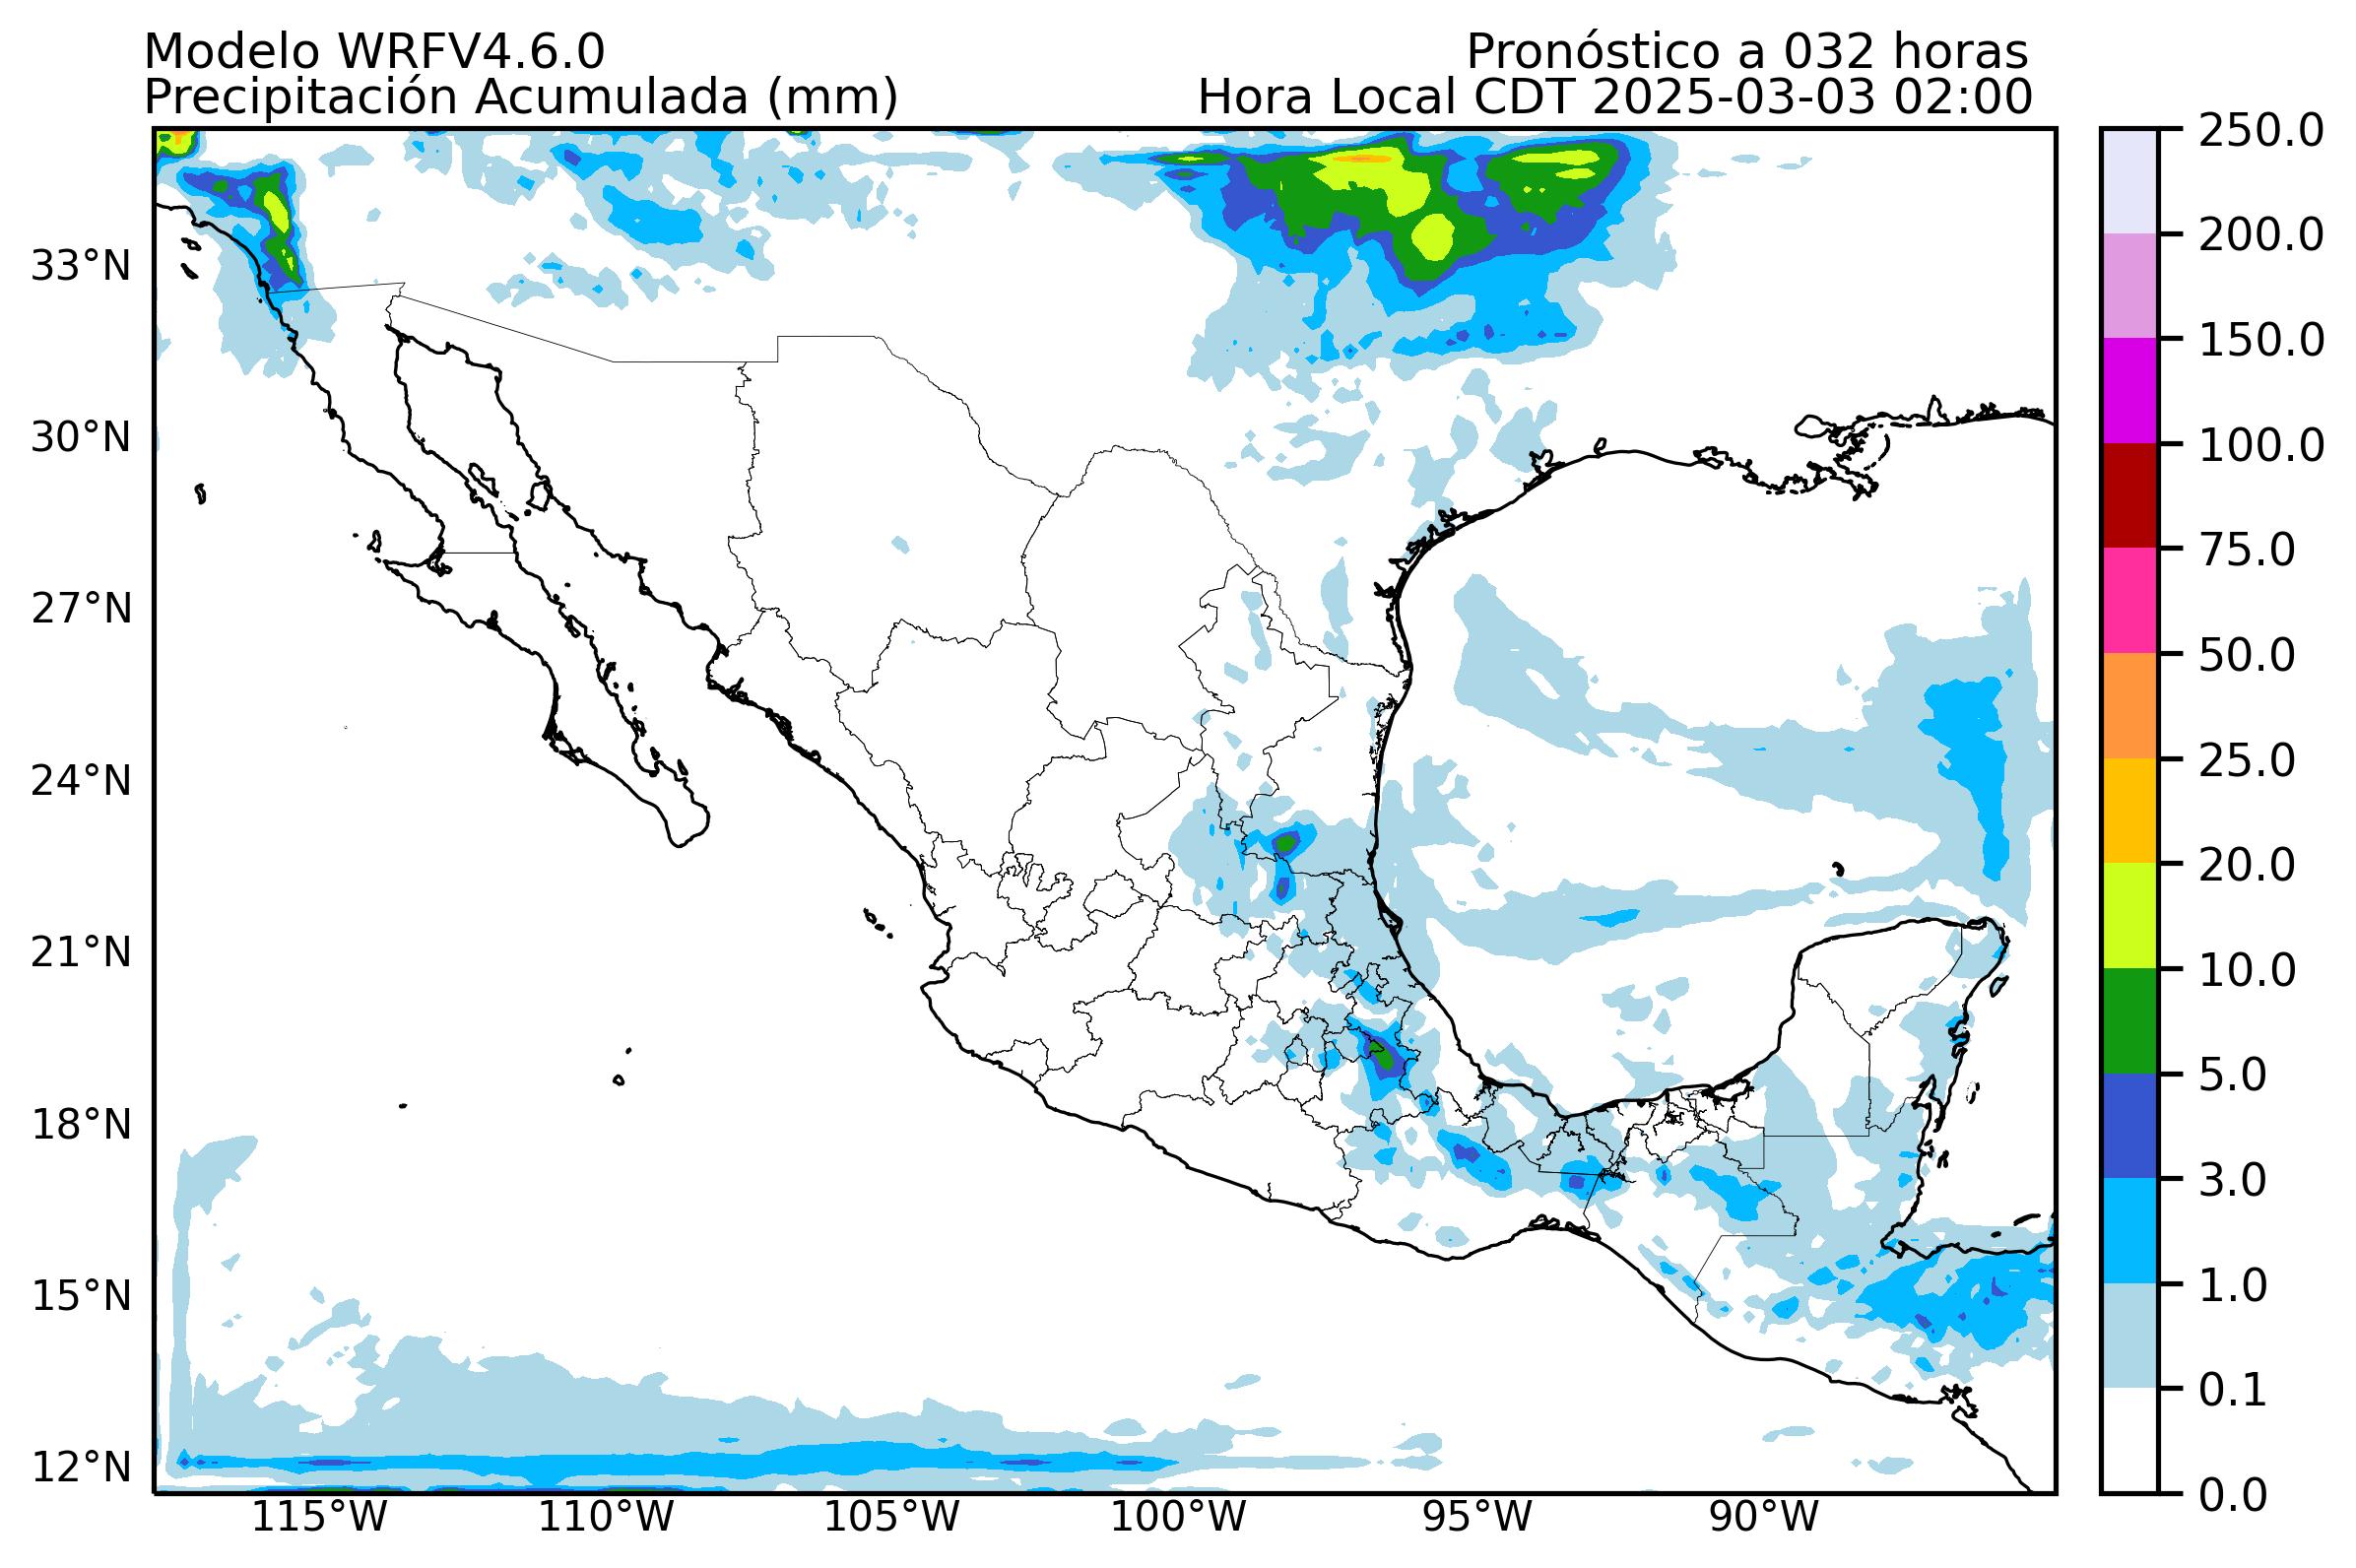 Modelo WRFV4.6.0
Pronóstico a 032 horas
Precipitación Acumulada (mm)
Hora Local CDT 2025-03-03 02:00
33°N
30°N
27°N
24°N
21°N
18°N
15°N
12°N
115°W
110°W
105°W
100°W
95°W
90°W
250.0
200.0
150.0
100.0
75.0
50.0
25.0
20.0
10.0
5.0
3.0
1.0
0.1
0.0